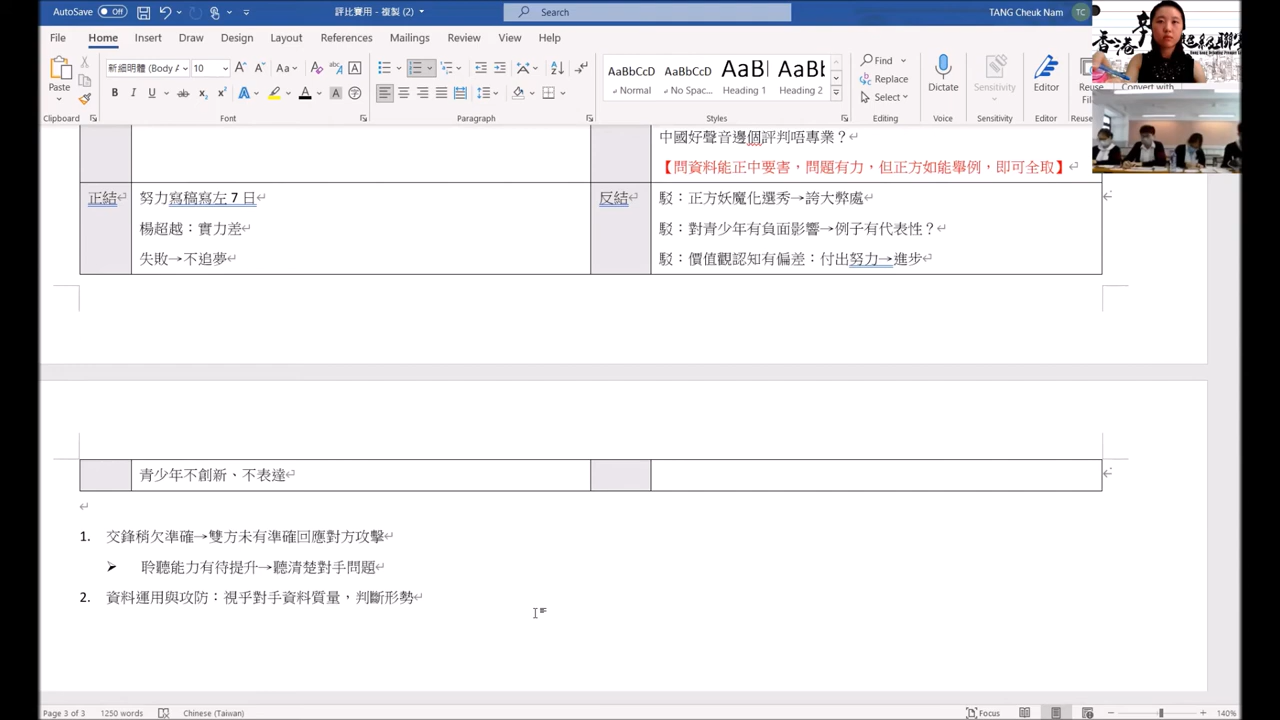 AutoSave
Off
評比實用 - 複製 (2)
Search
TANG Cheuk Nam
TC
File
Home
Insert
Draw
Design
Layout
References
Mailings
Review
View
Help
Paste
新細明體 (Body A
10
AaBbCcD
AaBbCcD
AaB
AaBb
Normal
No Spac...
Heading 1
Heading 2
Find
Replace
Select
Dictate
Sensitivity
Editor
Reuse
Convert with
Clipboard
Font
Paragraph
Styles
Editing
Voice
Sensitivity
Editor
中國好聲音邊個評判唔專業？
【問資料能正中要害，問題有力，但正方如能舉例，即可全取】
正結
努力寫稿寫左 7 日
楊超越：實力差
失敗→不追夢
反結
駁：正方妖魔化選秀→誇大弊處
駁：對青少年有負面影響→例子有代表性？
駁：價值觀認知有偏差：付出努力→進步
青少年不創新、不表達
1. 交鋒稍欠準確→雙方未有準確回應對方攻擊
➢ 聆聽能力有待提升→聽清楚對手問題
2. 資料運用與攻防：視乎對手資料質量，判斷形勢
Page 3 of 3
1250 words
Chinese (Taiwan)
Focus
140%